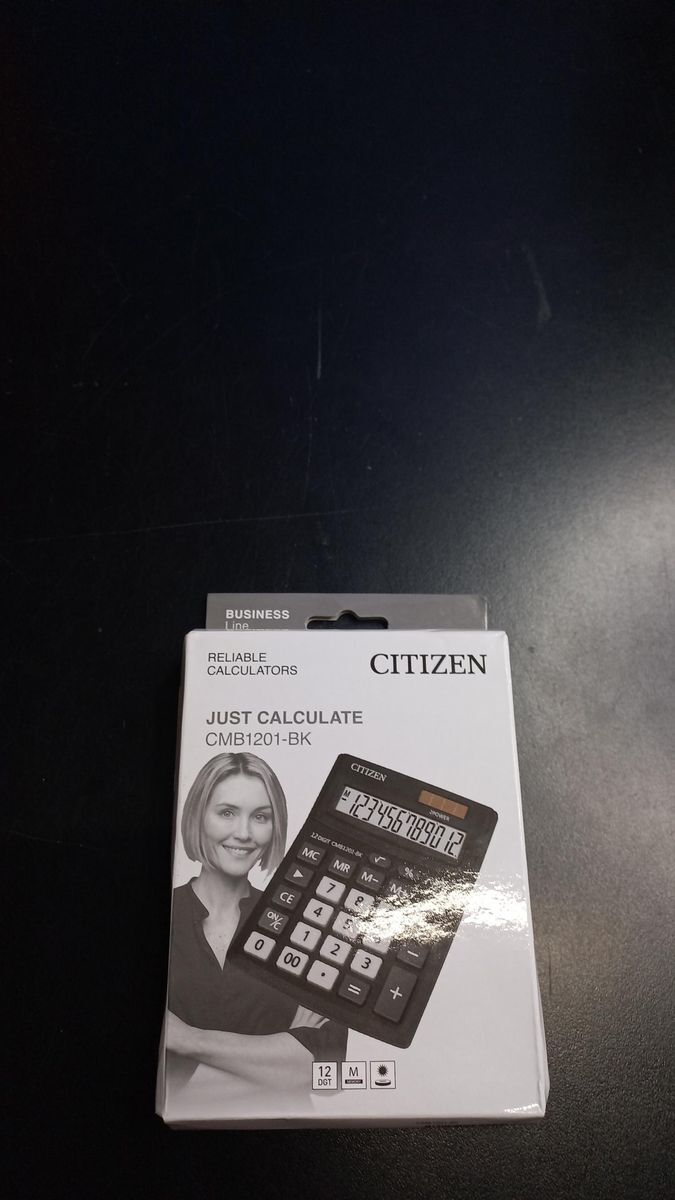 BUSINESS
Line
RELIABLE
CALCULATORS
CITIZEN
JUST CALCULATE
CMB1201-BK
CITIZEN
2POWER
M
-123456789012
12 DIGIT CMB1201-BK
MC
MR
M-
√
%
▶
7
8
CE
4
5
ON/C
1
2
3
-
0
00
.
=
+
12
DGT
M